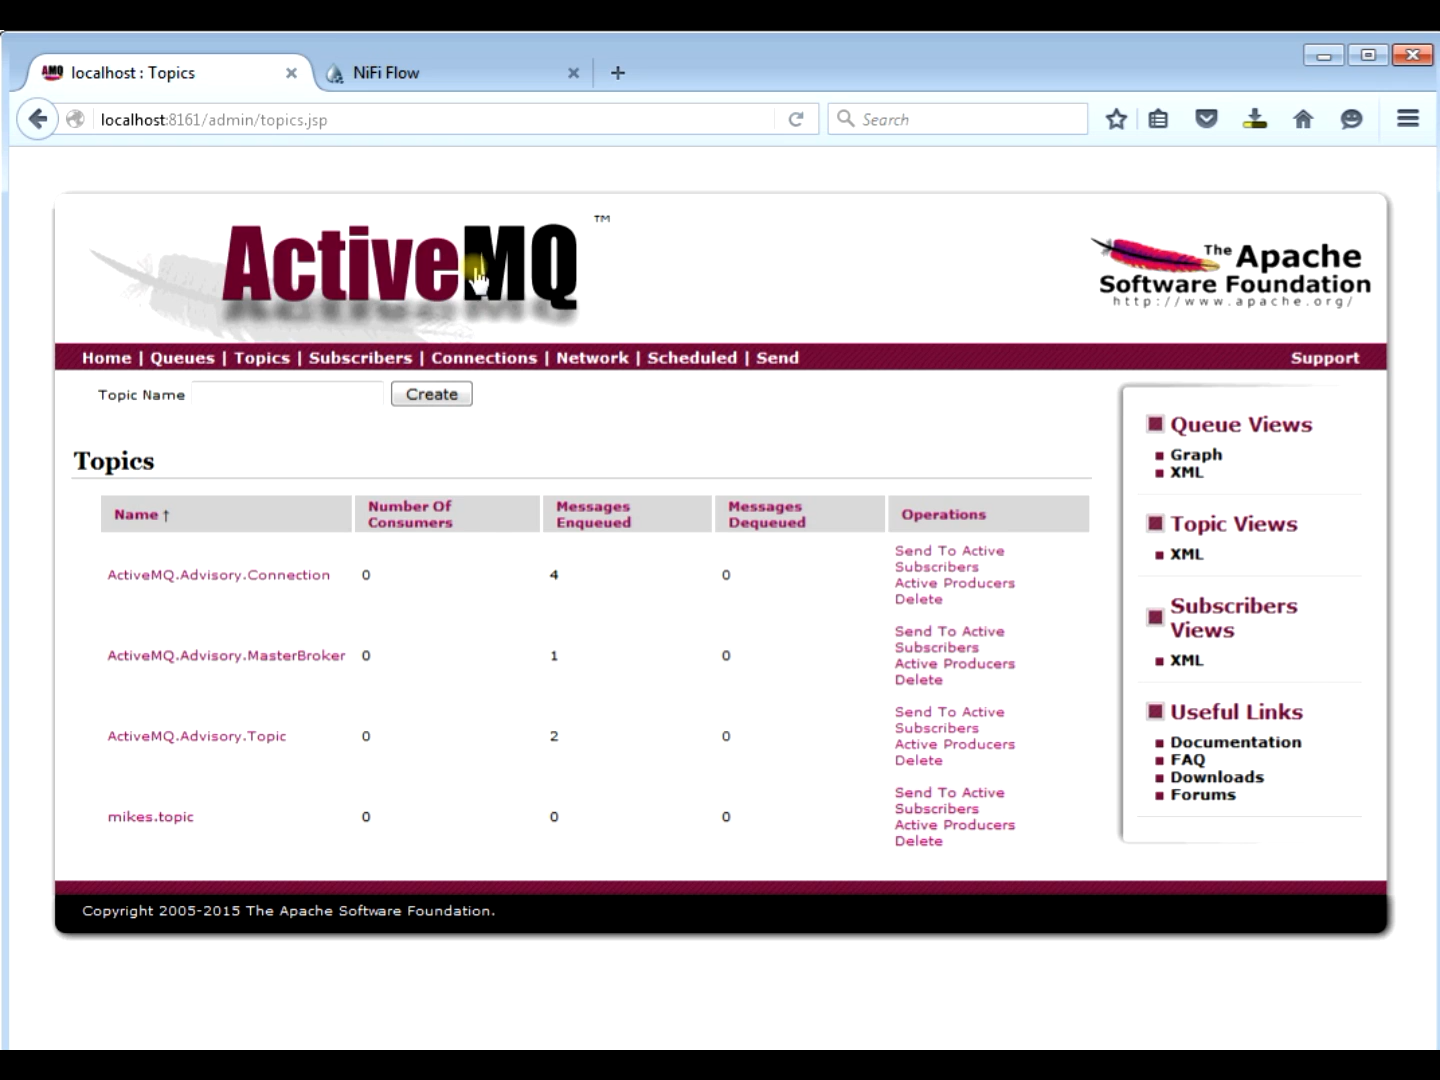 AMQ localhost : Topics
NiFi Flow
localhost:8161/admin/topics.jsp
Search
ActiveMQ ™
The Apache
Software Foundation
http://www.apache.org/
Home | Queues | Topics | Subscribers | Connections | Network | Scheduled | Send
Support
Topic Name
Create
Topics
Name ↑
Number Of
Consumers
Messages
Enqueued
Messages
Dequeued
Operations
ActiveMQ.Advisory.Connection 0 4 0
Send To Active
Subscribers
Active Producers
Delete
ActiveMQ.Advisory.MasterBroker 0 1 0
Send To Active
Subscribers
Active Producers
Delete
ActiveMQ.Advisory.Topic 0 2 0
Send To Active
Subscribers
Active Producers
Delete
mikes.topic 0 0 0
Send To Active
Subscribers
Active Producers
Delete
Queue Views
Graph
XML
Topic Views
XML
Subscribers
Views
XML
Useful Links
Documentation
FAQ
Downloads
Forums
Copyright 2005-2015 The Apache Software Foundation.